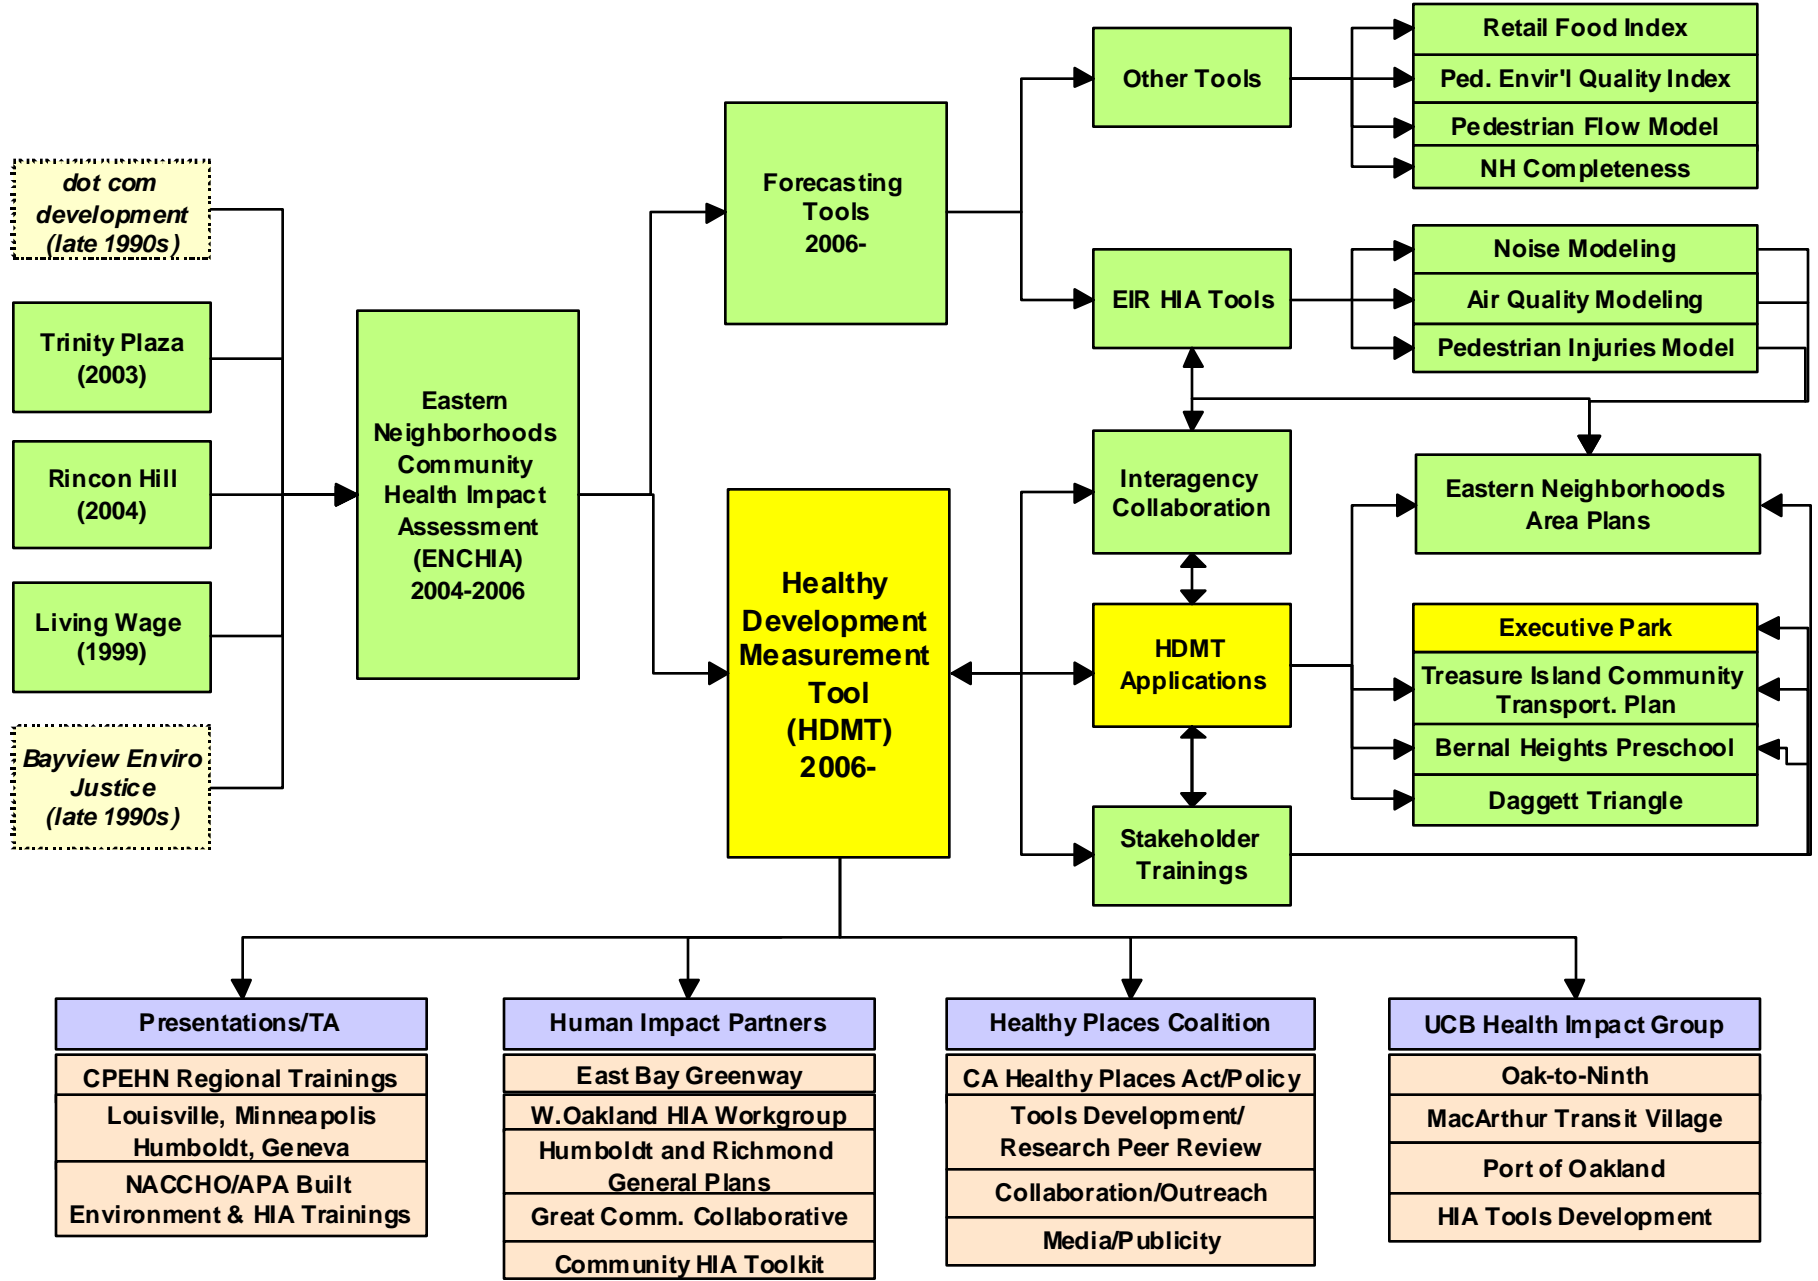 dot com
development
(late 1990s)
Trinity Plaza
(2003)
Rincon Hill
(2004)
Living Wage
(1999)
Bayview Enviro
Justice
(late 1990s)
Eastern
Neighborhoods
Community
Health Impact
Assessment
(ENCHIA)
2004-2006
Forecasting
Tools
2006-
Healthy
Development
Measurement
Tool
(HDMT)
2006-
Other Tools
EIR HIA Tools
Interagency
Collaboration
HDMT
Applications
Stakeholder
Trainings
Retail Food Index
Ped. Envir'l Quality Index
Pedestrian Flow Model
NH Completeness
Noise Modeling
Air Quality Modeling
Pedestrian Injuries Model
Eastern Neighborhoods
Area Plans
Executive Park
Treasure Island Community
Transport. Plan
Bernal Heights Preschool
Daggett Triangle
Presentations/TA
CPEHN Regional Trainings
Louisville, Minneapolis
Humboldt, Geneva
NACCHO/APA Built
Environment & HIA Trainings
Human Impact Partners
East Bay Greenway
W.Oakland HIA Workgroup
Humboldt and Richmond
General Plans
Great Comm. Collaborative
Community HIA Toolkit
Healthy Places Coalition
CA Healthy Places Act/Policy
Tools Development/
Research Peer Review
Collaboration/Outreach
Media/Publicity
UCB Health Impact Group
Oak-to-Ninth
MacArthur Transit Village
Port of Oakland
HIA Tools Development